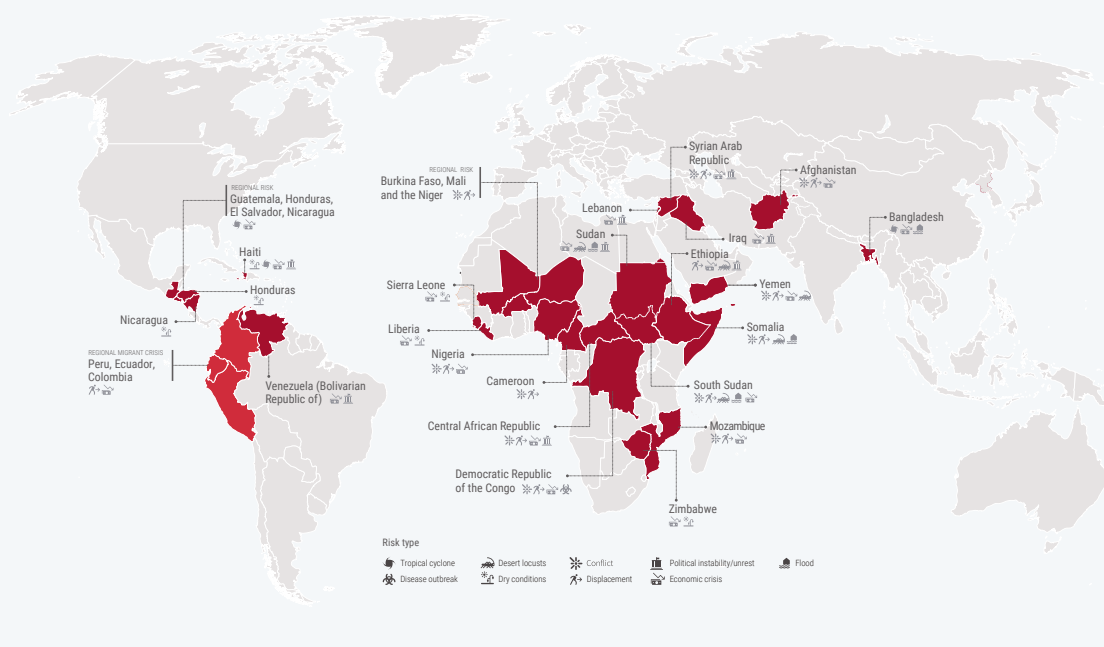 Syrian Arab
Republic
Afghanistan
REGIONAL RISK
Burkina Faso, Mali
and the Niger
REGIONAL RISK
Guatemala, Honduras,
El Salvador, Nicaragua
Lebanon
Bangladesh
Sudan
Iraq
Haiti
Ethiopia
Sierra Leone
Yemen
Honduras
Nicaragua
Liberia
Somalia
REGIONAL MIGRANT CRISIS
Peru, Ecuador,
Colombia
Nigeria
Cameroon
Venezuela (Bolivarian
Republic of)
South Sudan
Central African Republic
Mozambique
Democratic Republic
of the Congo
Zimbabwe
Risk type
Tropical cyclone
Desert locusts
Conflict
Political instability/unrest
Flood
Disease outbreak
Dry conditions
Displacement
Economic crisis